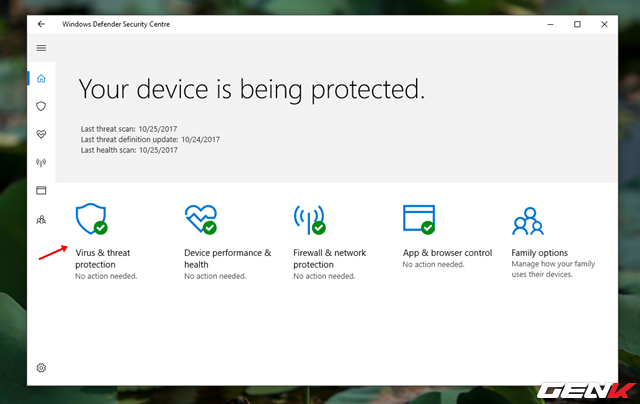 Windows Defender Security Centre
Your device is being protected.
Last threat scan: 10/25/2017
Last threat definition update: 10/24/2017
Last health scan: 10/25/2017
Virus & threat
protection
No action needed.
Device performance &
health
No action needed.
Firewall & network
protection
No action needed.
App & browser control
No action needed.
Family options
Manage how your family
uses their devices.
GENK